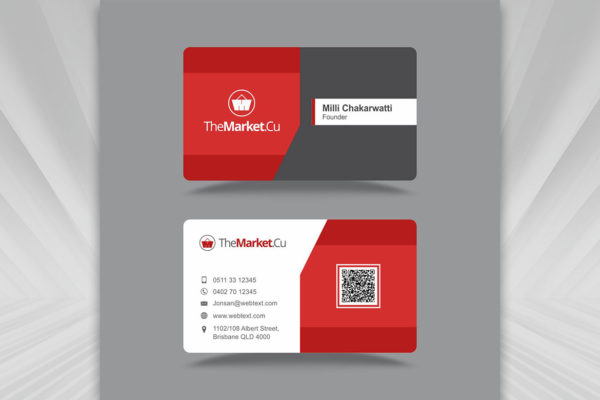 TheMarket.Cu
Milli Chakarwatti
Founder
TheMarket.Cu
0511 33 12345
0402 70 12345
Jonsan@webtext.com
www.webtext.com
1102/108 Albert Street,
Brisbane QLD 4000